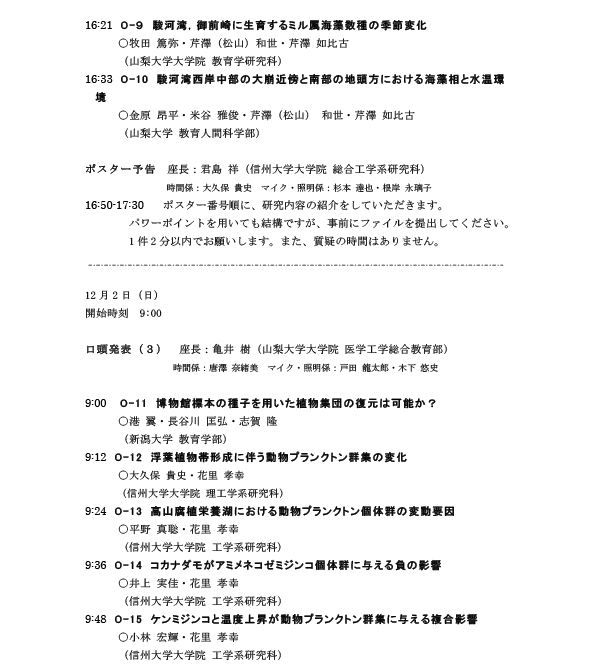 16:21 O-9 駿河湾，御前崎に生育するミル属海藻数種の季節変化
○牧田 篤弥・芹澤（松山）和世・芹澤 如比古
（山梨大学大学院 教育学研究科）
16:33 O-10 駿河湾西岸中部の大崩近傍と南部の地頭方における海藻相と水温環
境
○金原 昂平・米谷 雅俊・芹澤（松山） 和世・芹澤 如比古
（山梨大学 教育人間科学部）
ポスター予告 座長：君島 祥（信州大学大学院 総合工学系研究科）
時間係：大久保 貴史 マイク・照明係：杉本 達也・根岸 永璃子
16:50-17:30 ポスター番号順に、研究内容の紹介をしていただきます。
パワーポイントを用いても結構ですが、事前にファイルを提出してください。
1 件 2 分以内でお願いします。また、質疑の時間はありません。
12 月 2 日（日）
開始時刻 9:00
口頭発表（３） 座長：亀井 樹（山梨大学大学院 医学工学総合教育部）
時間係：唐澤 奈緒美 マイク・照明係：戸田 龍太郎・木下 悠史
9:00 O-11 博物館標本の種子を用いた植物集団の復元は可能か？
○港 翼・長谷川 匡弘・志賀 隆
（新潟大学 教育学部）
9:12 O-12 浮葉植物帯形成に伴う動物プランクトン群集の変化
○大久保 貴史・花里 孝幸
（信州大学大学院 理工学系研究科）
9:24 O-13 高山腐植栄養湖における動物プランクトン個体群の変動要因
○平野 真聡・花里 孝幸
（信州大学大学院 工学系研究科）
9:36 O-14 コカナダモがアミメネコゼミジンコ個体群に与える負の影響
○井上 実佳・花里 孝幸
（信州大学大学院 工学系研究科）
9:48 O-15 ケンミジンコと温度上昇が動物プランクトン群集に与える複合影響
○小林 宏輝・花里 孝幸
（信州大学大学院 工学系研究科）